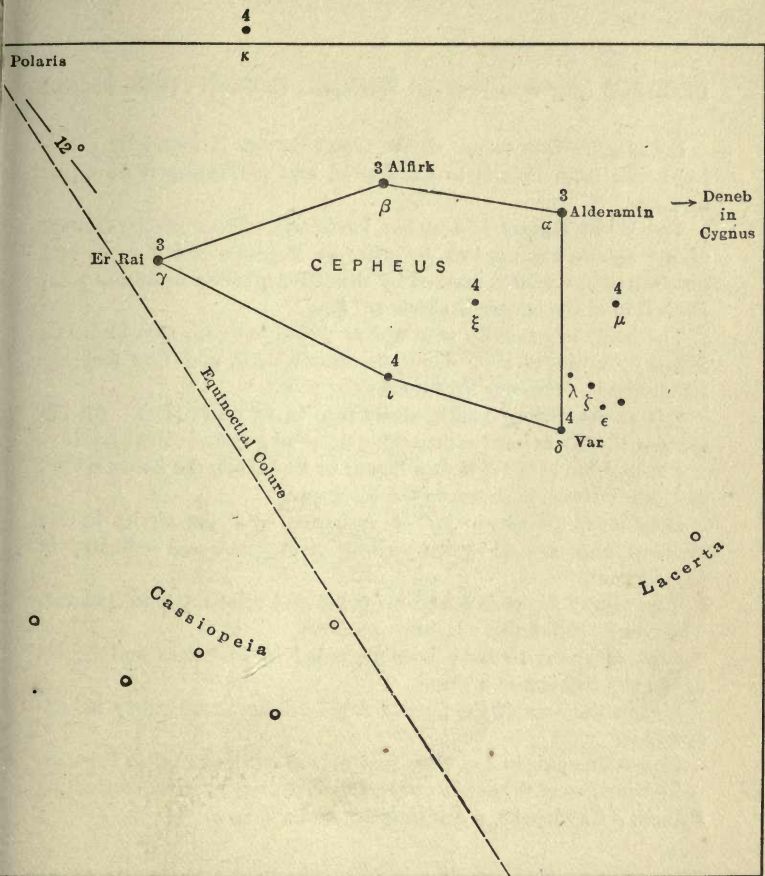 4
κ
Polaris
12°
3 Alfirk
β
3
α Alderamin
→ Deneb
in
Cygnus
3
Er Rai
γ
CEPHEUS
4
ξ
4
μ
4
ι
λ
ζ
ε
4
δ Var
Equinoctial Colure
Lacerta
Cassiopeia